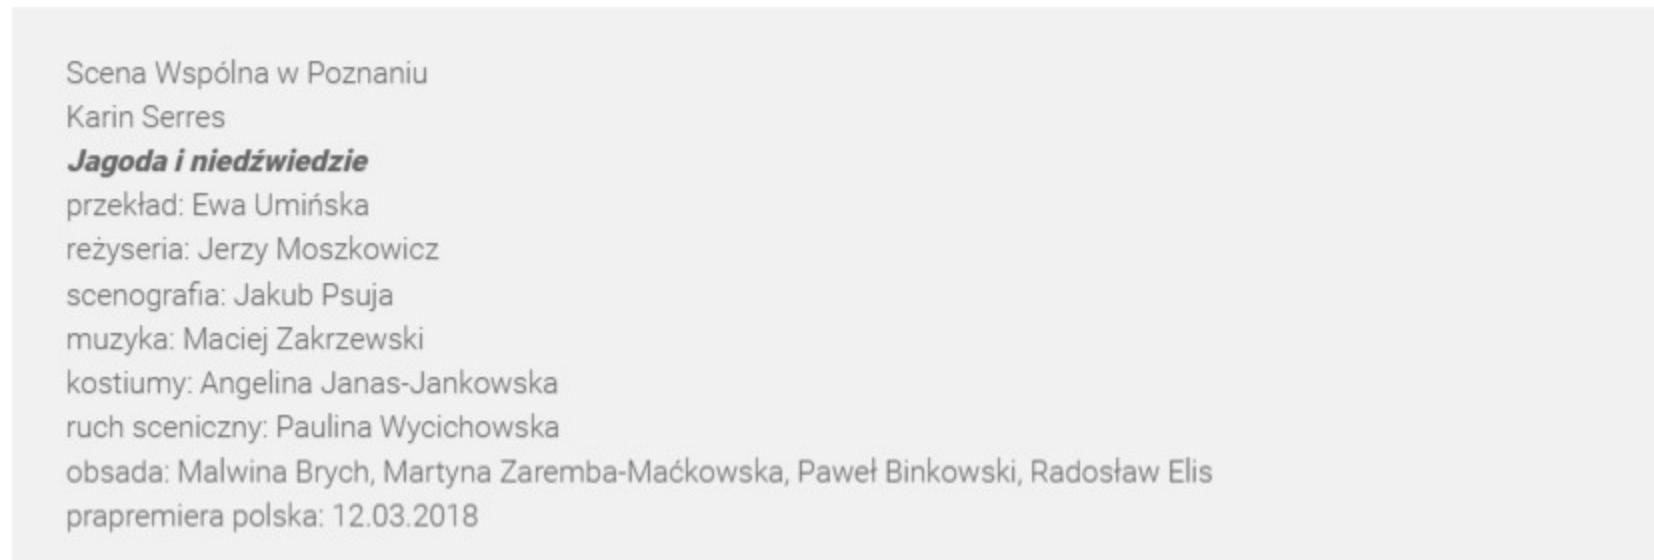 Scena Wspólna w Poznaniu
Karin Serres
Jagoda i niedźwiedzie
przekład: Ewa Umińska
reżyseria: Jerzy Moszkowicz
scenografia: Jakub Psuja
muzyka: Maciej Zakrzewski
kostiumy: Angelina Janas-Jankowska
ruch sceniczny: Paulina Wycichowska
obsada: Malwina Brych, Martyna Zaremba-Maćkowska, Paweł Binkowski, Radosław Elis
prapremiera polska: 12.03.2018